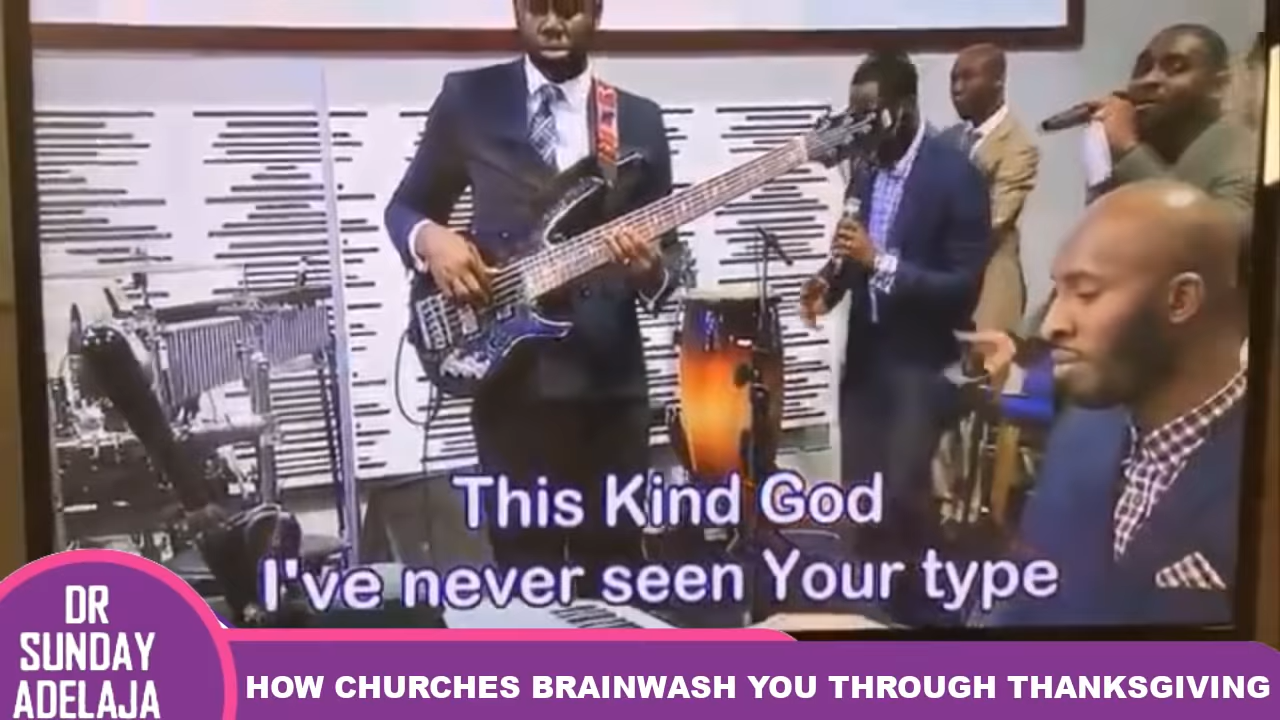 This Kind God
I've never seen Your type
DR
SUNDAY
ADELAJA
HOW CHURCHES BRAINWASH YOU THROUGH THANKSGIVING